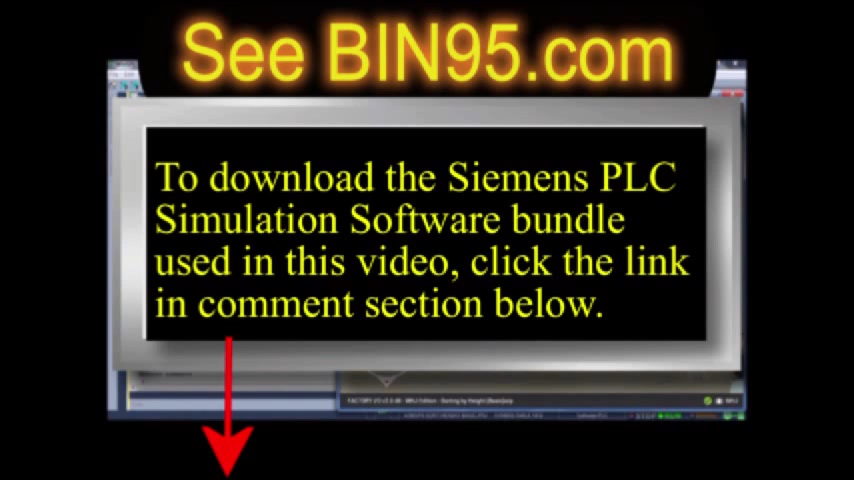 See BIN95.com
To download the Siemens PLC
Simulation Software bundle
used in this video, click the link
in comment section below.